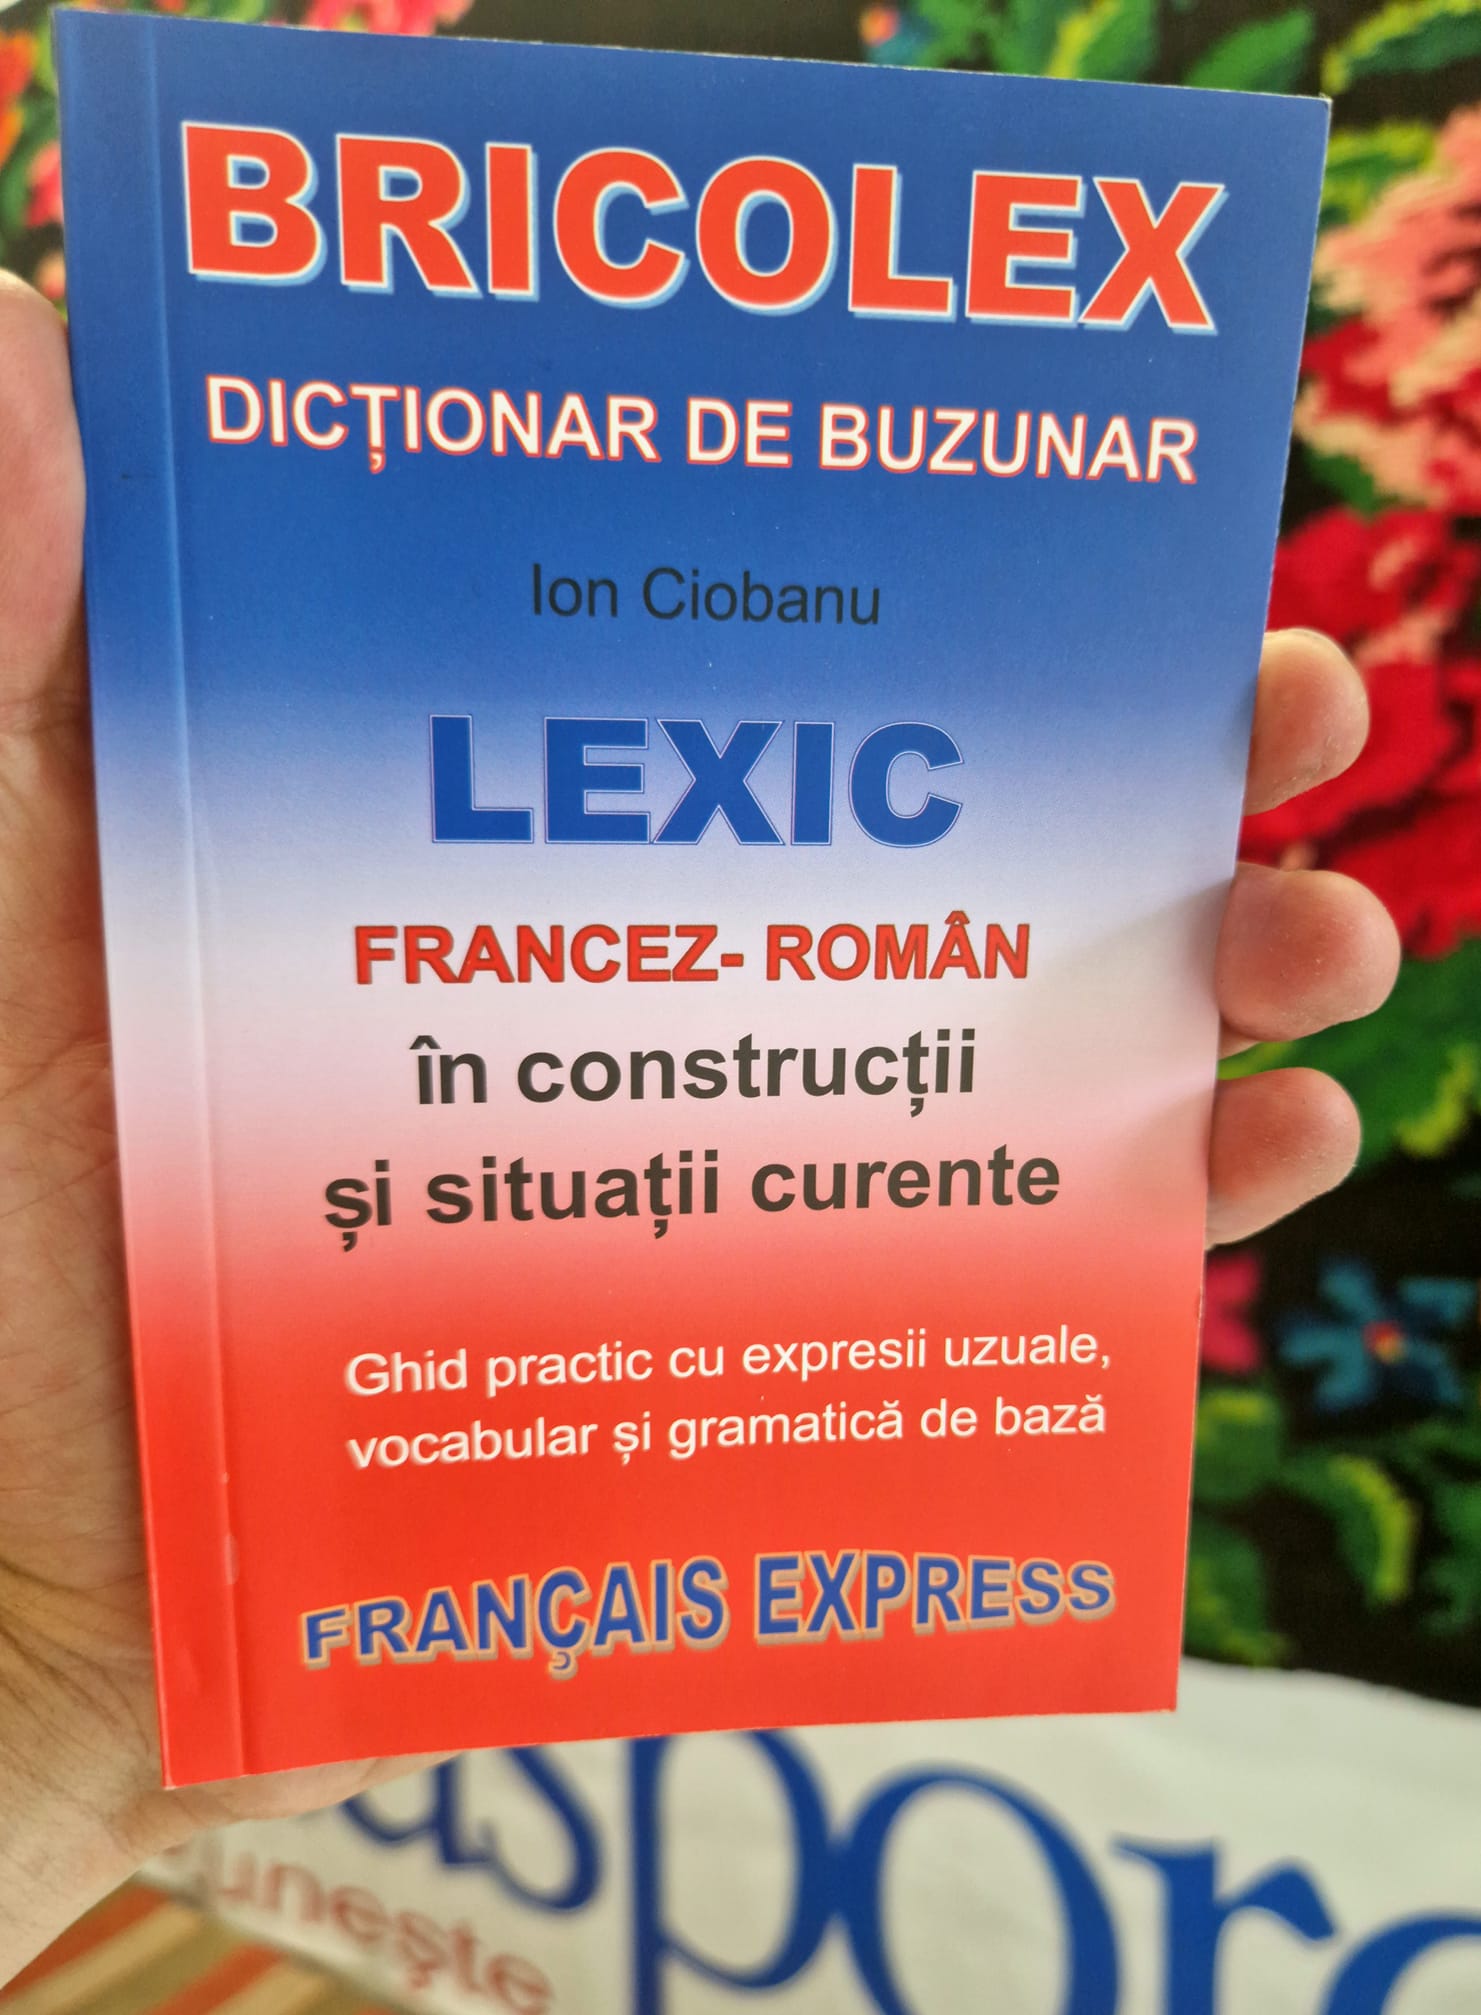 BRICOLEX
DICȚIONAR DE BUZUNAR
Ion Ciobanu
LEXIC
FRANCEZ- ROMÂN
în construcții
și situații curente
Ghid practic cu expresii uzuale,
vocabular și gramatică de bază
FRANÇAIS EXPRESS